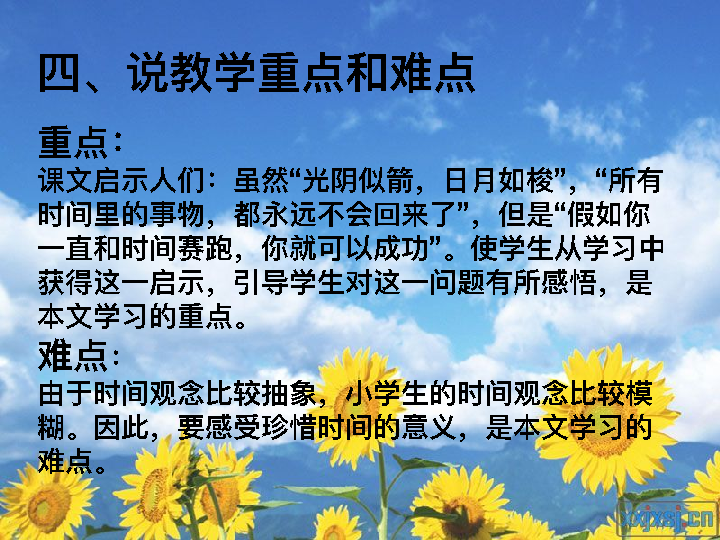 四、说教学重点和难点
重点：
课文启示人们：虽然“光阴似箭，日月如梭”，“所有
时间里的事物，都永远不会回来了”，但是“假如你
一直和时间赛跑，你就可以成功”。使学生从学习中
获得这一启示，引导学生对这一问题有所感悟，是
本文学习的重点。
难点：
由于时间观念比较抽象，小学生的时间观念比较模
糊。因此，要感受珍惜时间的意义，是本文学习的
难点。
xxjxsj.cn